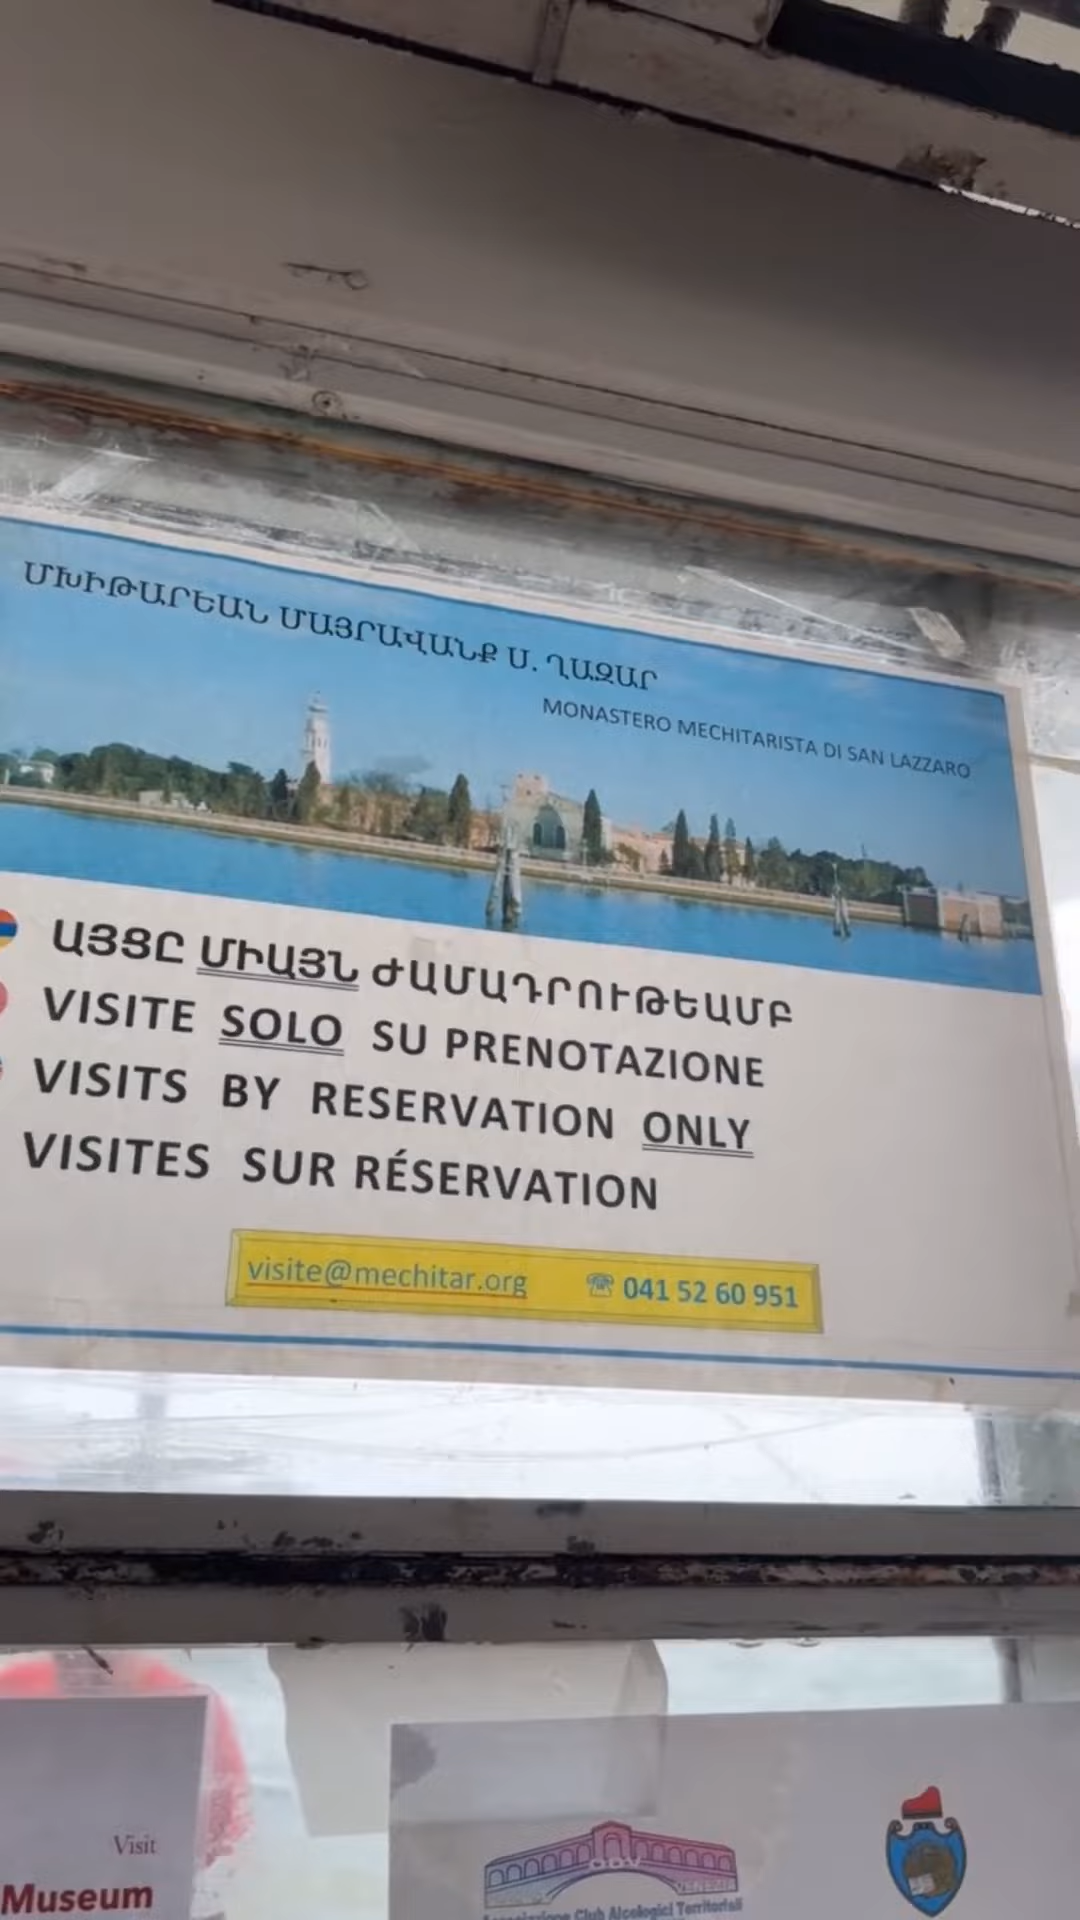 ՄԽԻԹԱՐԵԱՆ ՄԱՅՐԱՎԱՆՔ Ս. ՂԱԶԱՐ
MONASTERO MECHITARISTA DI SAN LAZZARO
ԱՅՑԸ ՄԻԱՅՆ ԺԱՄԱԴՐՈՒԹԵԱՄԲ
VISITE SOLO SU PRENOTAZIONE
VISITS BY RESERVATION ONLY
VISITES SUR RÉSERVATION
visite@mechitar.org ☏ 041 52 60 951
Visit
Museum
Associazione Club Alcologici Territoriali